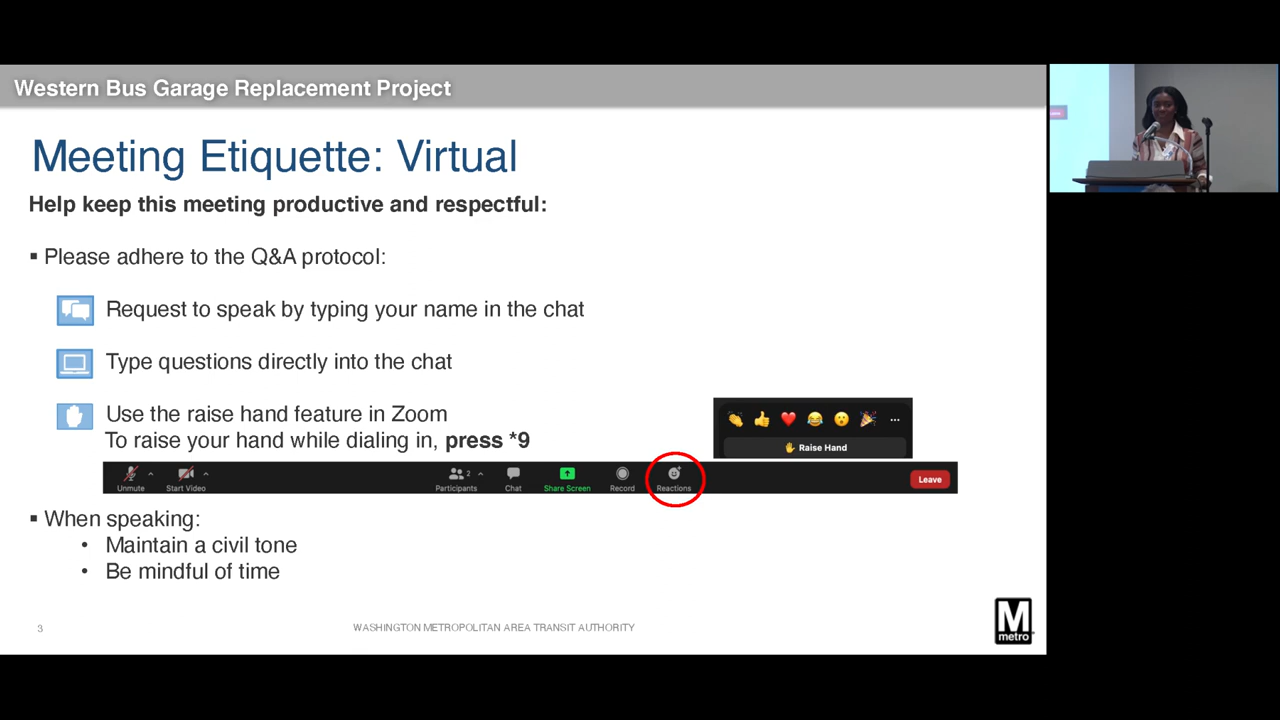 Western Bus Garage Replacement Project
Meeting Etiquette: Virtual
Help keep this meeting productive and respectful:
Please adhere to the Q&A protocol:
Request to speak by typing your name in the chat
Type questions directly into the chat
Use the raise hand feature in Zoom
To raise your hand while dialing in, press *9
Raise Hand
Unmute Start Video Participants 2 Chat Share Screen Record Reactions Leave
When speaking:
Maintain a civil tone
Be mindful of time
3 WASHINGTON METROPOLITAN AREA TRANSIT AUTHORITY
M
metro